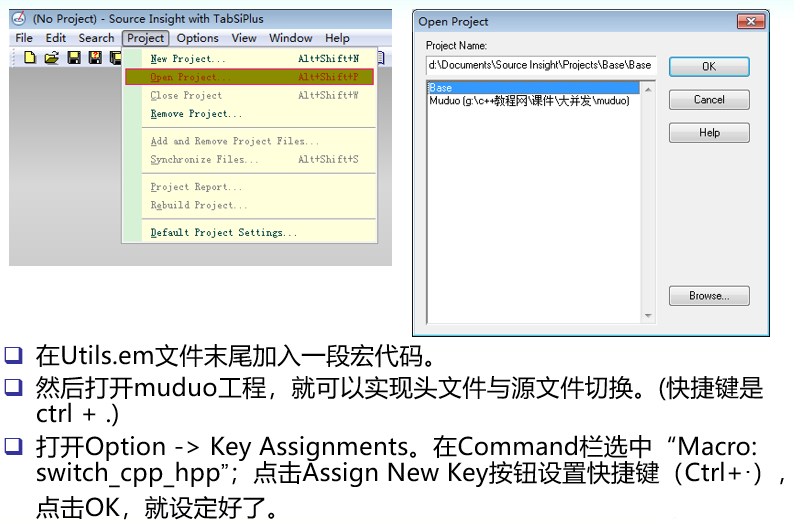 (No Project) - Source Insight with TabSiPlus
File Edit Search Project Options View Window Help
New Project... Alt+Shift+N
Open Project... Alt+Shift+P
Close Project Alt+Shift+W
Remove Project...
Add and Remove Project Files...
Synchronize Files... Alt+Shift+S
Project Report...
Rebuild Project...
Default Project Settings...
Open Project
Project Name:
d:\Documents\Source Insight\Projects\Base\Base
OK
Base
Muduo (g:\c++教程网\课件\大并发\muduo)
Cancel
Help
Browse...
在Utils.em文件末尾加入一段宏代码。
然后打开muduo工程，就可以实现头文件与源文件切换。(快捷键是
ctrl + .)
打开Option -> Key Assignments。在Command栏选中“Macro:
switch_cpp_hpp”；点击Assign New Key按钮设置快捷键（Ctrl+·），
点击OK，就设定好了。